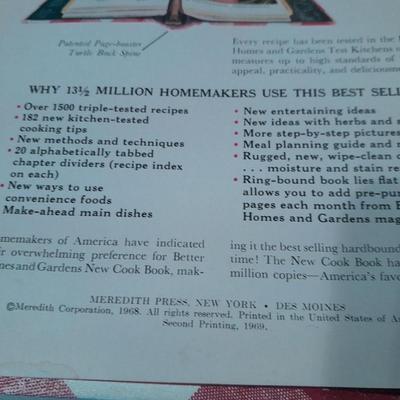 Patented Page-booster
Turtle Back Spine
Every recipe has been tested in the
Homes and Gardens Test Kitchens
measures up to high standards of
appeal, practicality, and deliciousness
WHY 13½ MILLION HOMEMAKERS USE THIS BEST SELL
• Over 1500 triple-tested recipes
• 182 new kitchen-tested
cooking tips
• New methods and techniques
• 20 alphabetically tabbed
chapter dividers (recipe index
on each)
• New ways to use
convenience foods
Make-ahead main dishes
• New entertaining ideas
• New ideas with herbs and
• More step-by-step pictures
• Meal planning guide and
• Rugged, new, wipe-clean
. . . moisture and stain
• Ring-bound book lies flat
allows you to add pre-pun
pages each month from B
Homes and Gardens mag
omemakers of America have indicated
ir overwhelming preference for Better
mes and Gardens New Cook Book, mak-
ing it the best selling hardbound
time! The New Cook Book ha
million copies—America's favo
MEREDITH PRESS, NEW YORK • DES MOINES
©Meredith Corporation, 1968. All rights reserved. Printed in the United States of Am
Second Printing, 1969.